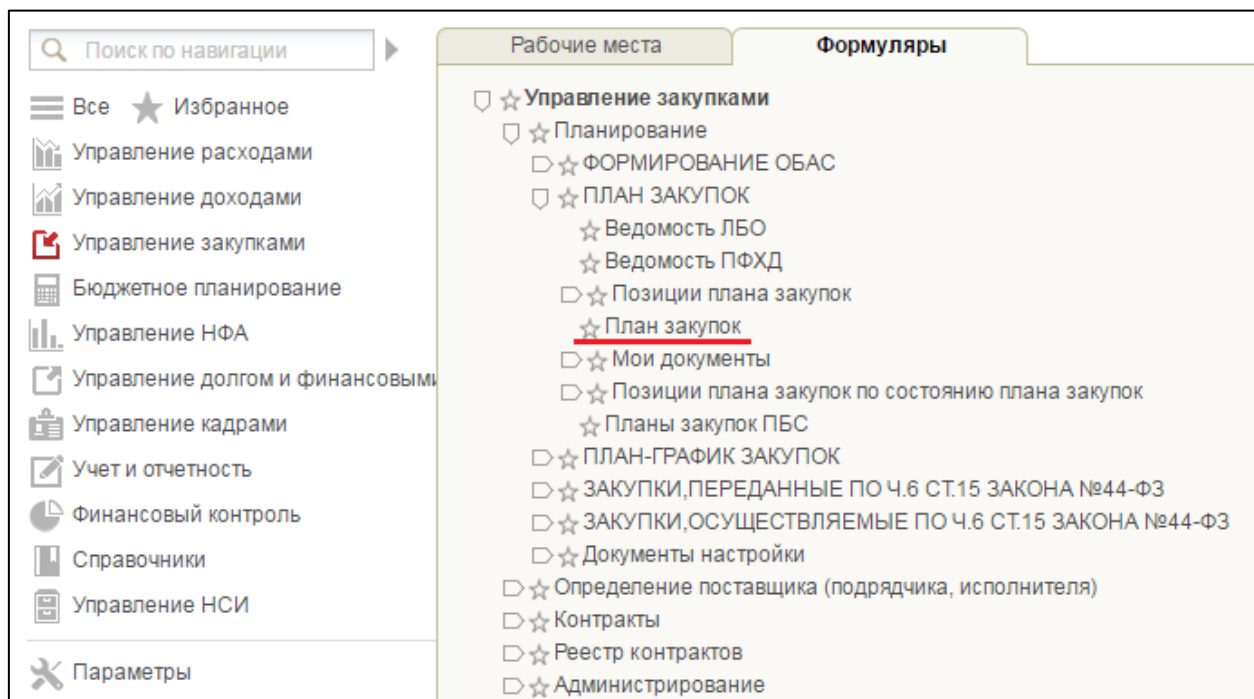 Поиск по навигации
Все Избранное
Управление расходами
Управление доходами
Управление закупками
Бюджетное планирование
Управление НФА
Управление долгом и финансовыми
Управление кадрами
Учет и отчетность
Финансовый контроль
Справочники
Управление НСИ
Параметры
Рабочие места Формуляры
Управление закупками
Планирование
ФОРМИРОВАНИЕ ОБАС
ПЛАН ЗАКУПОК
Ведомость ЛБО
Ведомость ПФХД
Позиции плана закупок
План закупок
Мои документы
Позиции плана закупок по состоянию плана закупок
Планы закупок ПБС
ПЛАН-ГРАФИК ЗАКУПОК
ЗАКУПКИ,ПЕРЕДАННЫЕ ПО Ч.6 СТ.15 ЗАКОНА №44-ФЗ
ЗАКУПКИ,ОСУЩЕСТВЛЯЕМЫЕ ПО Ч.6 СТ.15 ЗАКОНА №44-ФЗ
Документы настройки
Определение поставщика (подрядчика, исполнителя)
Контракты
Реестр контрактов
Администрирование